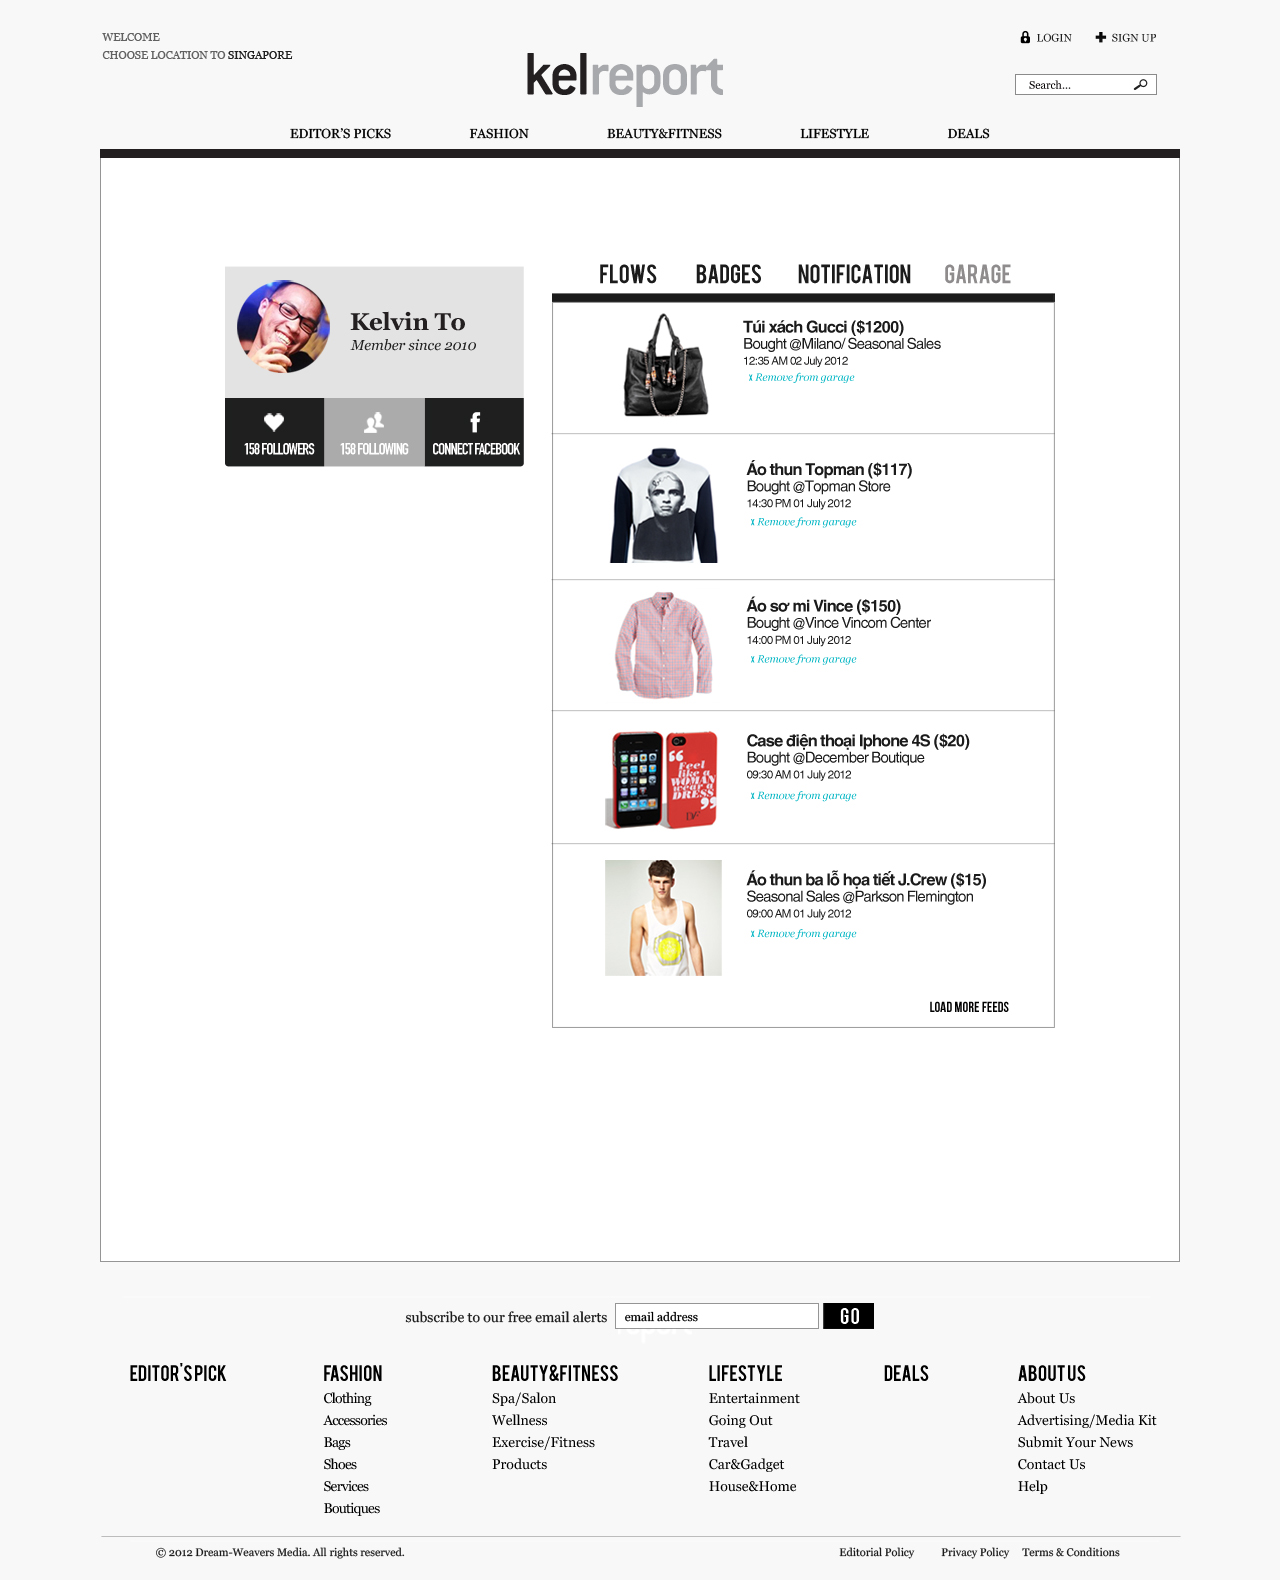 WELCOME
CHOOSE LOCATION TO SINGAPORE
LOGIN
SIGN UP
kelreport
Search...
EDITOR'S PICKS
FASHION
BEAUTY&FITNESS
LIFESTYLE
DEALS
FLOWS
BADGES
NOTIFICATION
GARAGE
Kelvin To
Member since 2010
158 FOLLOWERS
158 FOLLOWING
CONNECT FACEBOOK
Túi xách Gucci ($1200)
Bought @Milano/ Seasonal Sales
12:35 AM 02 July 2012
x Remove from garage
Áo thun Topman ($117)
Bought @Topman Store
14:30 PM 01 July 2012
x Remove from garage
Áo sơ mi Vince ($150)
Bought @Vince Vincom Center
14:00 PM 01 July 2012
x Remove from garage
“
Feel
like a
WOMAN
wear a
DRESS
”
Case điện thoại Iphone 4S ($20)
Bought @December Boutique
09:30 AM 01 July 2012
x Remove from garage
Áo thun ba lỗ họa tiết J.Crew ($15)
Seasonal Sales @Parkson Flemington
09:00 AM 01 July 2012
x Remove from garage
LOAD MORE FEEDS
subscribe to our free email alerts
email address
GO
report
EDITOR'S PICK
FASHION
Clothing
Accessories
Bags
Shoes
Services
Boutiques
BEAUTY&FITNESS
Spa/Salon
Wellness
Exercise/Fitness
Products
LIFESTYLE
Entertainment
Going Out
Travel
Car&Gadget
House&Home
DEALS
ABOUT US
About Us
Advertising/Media Kit
Submit Your News
Contact Us
Help
© 2012 Dream-Weavers Media. All rights reserved.
Editorial Policy
Privacy Policy
Terms & Conditions